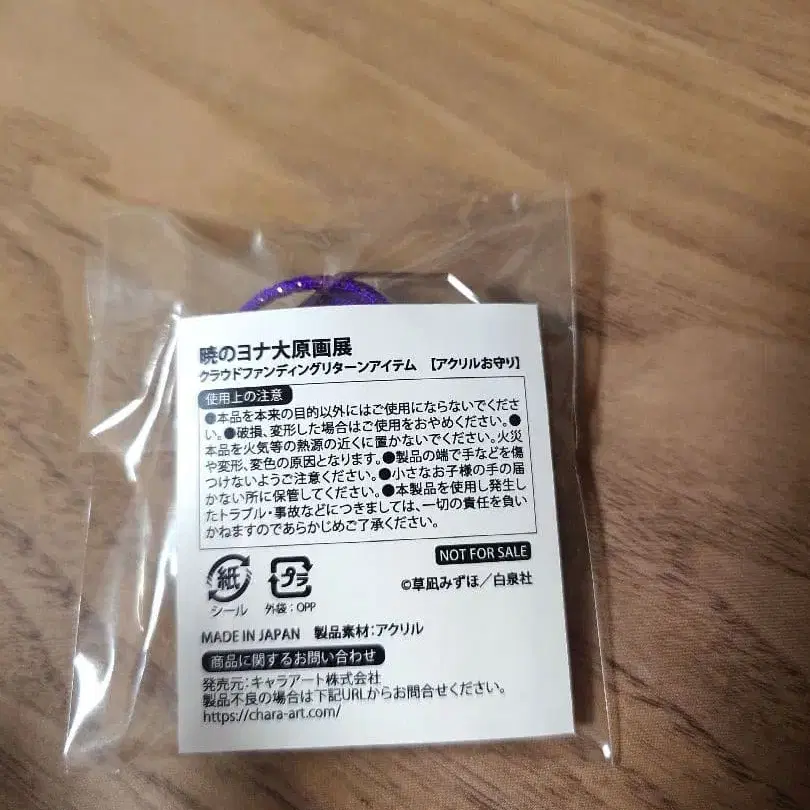 暁のヨナ大原画展
クラウドファンディングリターンアイテム 【アクリルお守り】
使用上の注意
●本品を本来の目的以外にはご使用にならないでくださ
い。●破損、変形した場合はご使用をおやめください。●
本品を火気等の熱源の近くに置かないでください。火災
や変形、変色の原因となります。●製品の端で手などを傷
つけないようご注意ください。●小さなお子様の手の届
かない所に保管してください。●本製品を使用し発生し
たトラブル・事故などにつきましては、一切の責任を負い
かねますのであらかじめご了承ください。
NOT FOR SALE
紙
シール
プラ
外袋：OPP
©草凪みずほ／白泉社
MADE IN JAPAN 製品素材：アクリル
商品に関するお問い合わせ
発売元：キャラアート株式会社
製品不良の場合は下記URLからお問合せください。
https://chara-art.com/